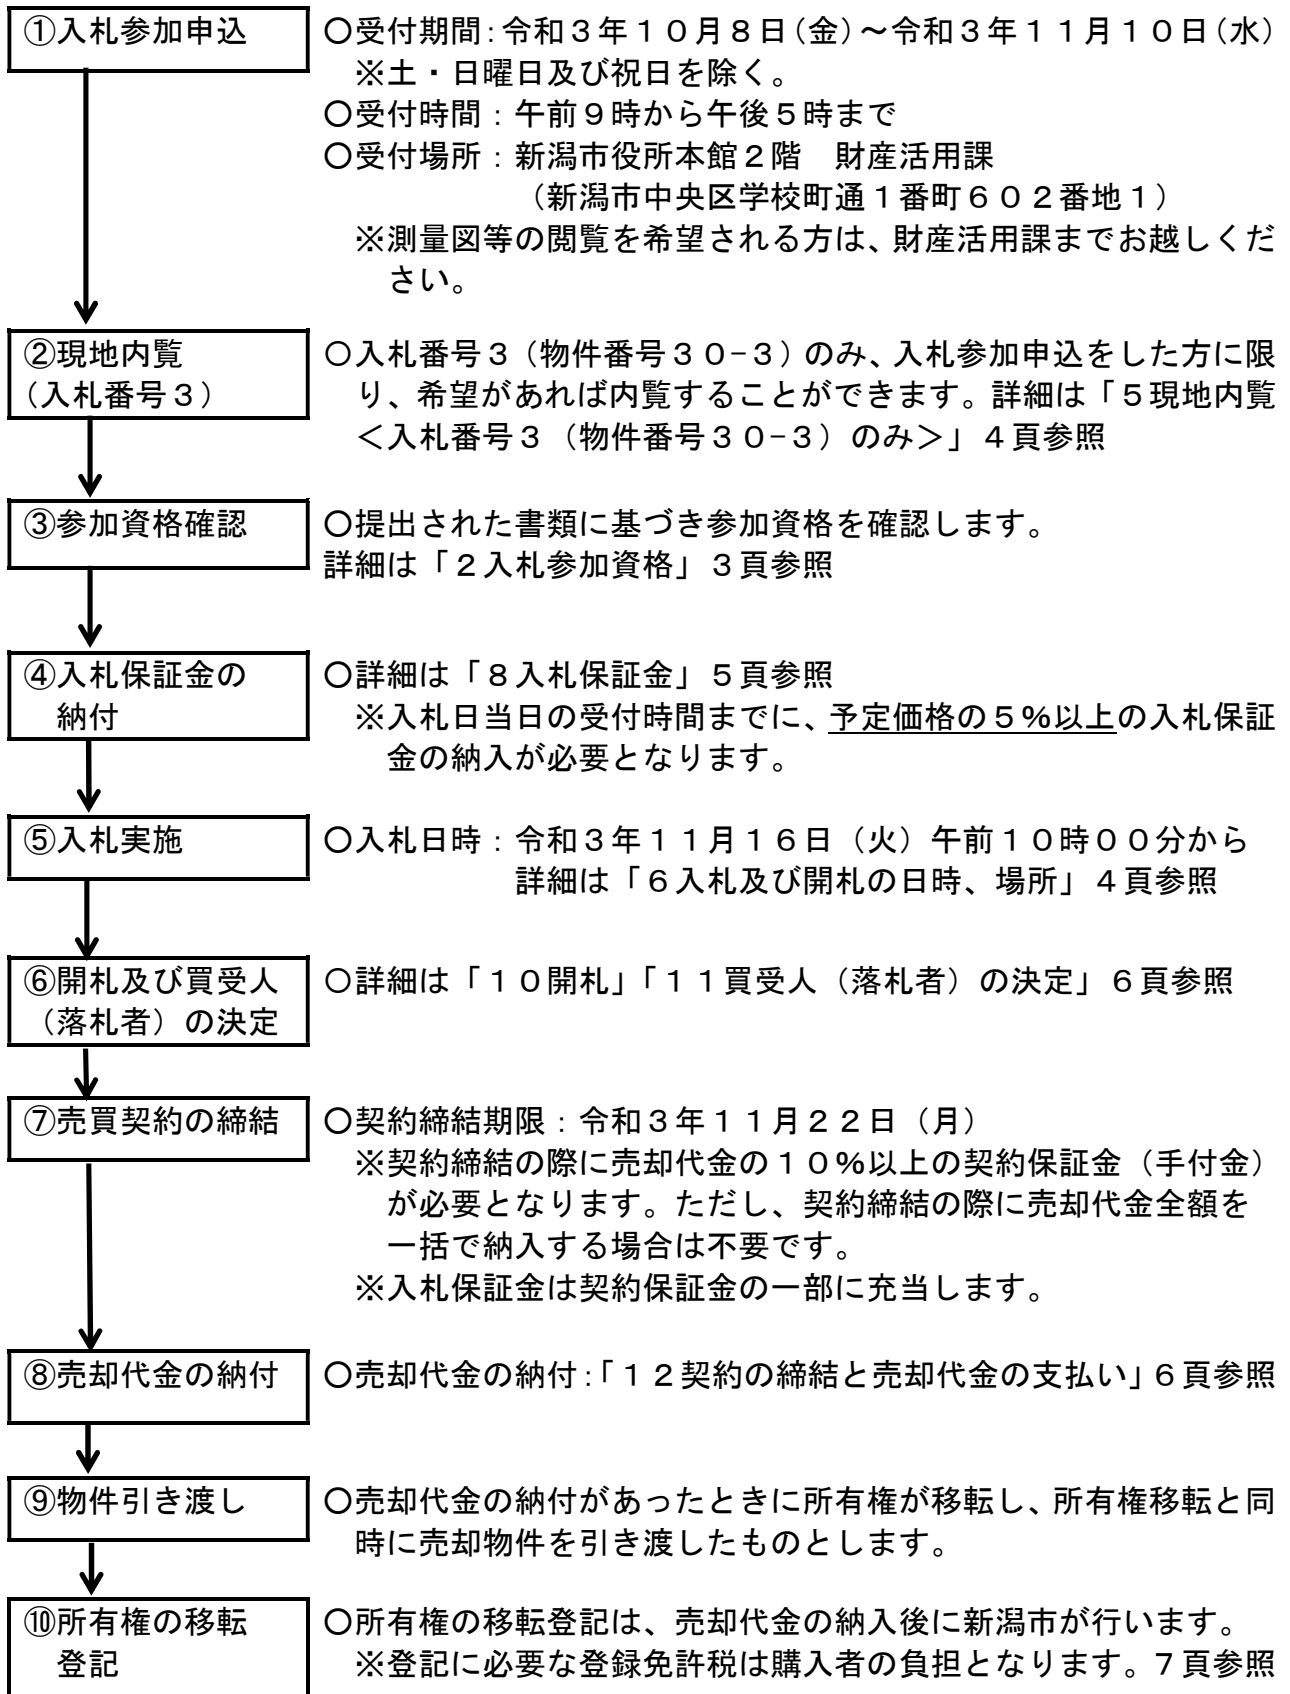 ①入札参加申込
〇受付期間:令和３年１０月８日(金)～令和３年１１月１０日(水)
※土・日曜日及び祝日を除く。
〇受付時間：午前９時から午後５時まで
〇受付場所：新潟市役所本館２階　財産活用課
（新潟市中央区学校町通１番町６０２番地１）
※測量図等の閲覧を希望される方は、財産活用課までお越しくだ
さい。
②現地内覧
(入札番号３)
〇入札番号３（物件番号３０−３）のみ、入札参加申込をした方に限
り、希望があれば内覧することができます。詳細は「５現地内覧
＜入札番号３（物件番号３０−３）のみ＞」４頁参照
③参加資格確認
〇提出された書類に基づき参加資格を確認します。
詳細は「２入札参加資格」３頁参照
④入札保証金の
納付
〇詳細は「８入札保証金」５頁参照
※入札日当日の受付時間までに、予定価格の５％以上の入札保証
金の納入が必要となります。
⑤入札実施
〇入札日時：令和３年１１月１６日（火）午前１０時００分から
詳細は「６入札及び開札の日時、場所」４頁参照
⑥開札及び買受人
（落札者）の決定
〇詳細は「１０開札」「１１買受人（落札者）の決定」６頁参照
⑦売買契約の締結
〇契約締結期限：令和３年１１月２２日（月）
※契約締結の際に売却代金の１０％以上の契約保証金（手付金）
が必要となります。ただし、契約締結の際に売却代金全額を
一括で納入する場合は不要です。
※入札保証金は契約保証金の一部に充当します。
⑧売却代金の納付
〇売却代金の納付:「１２契約の締結と売却代金の支払い」６頁参照
⑨物件引き渡し
〇売却代金の納付があったときに所有権が移転し、所有権移転と同
時に売却物件を引き渡したものとします。
⑩所有権の移転
登記
〇所有権の移転登記は、売却代金の納入後に新潟市が行います。
※登記に必要な登録免許税は購入者の負担となります。７頁参照